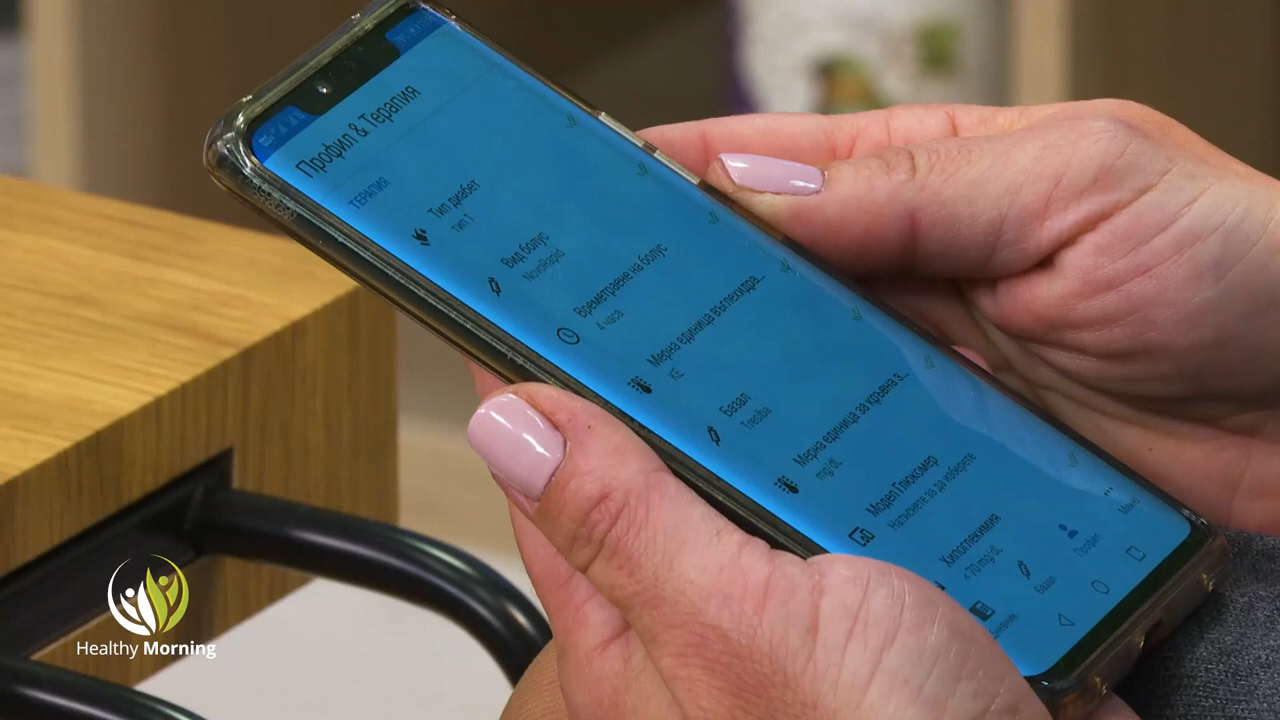 Профил & Терапия
ТЕРАПИЯ
Тип диабет
тип 1
Вид болус
NovoRapid
Времетраене на болус
4 часа
Мерна единица въглехидра...
KE
Базал
Tresiba
Мерна единица за кръвна з...
mg/dL
Модел Глюкомер
Натиснете за да изберете
Хипогликемия
< 70 mg/dL
Базал
Профил
Меню
Healthy Morning